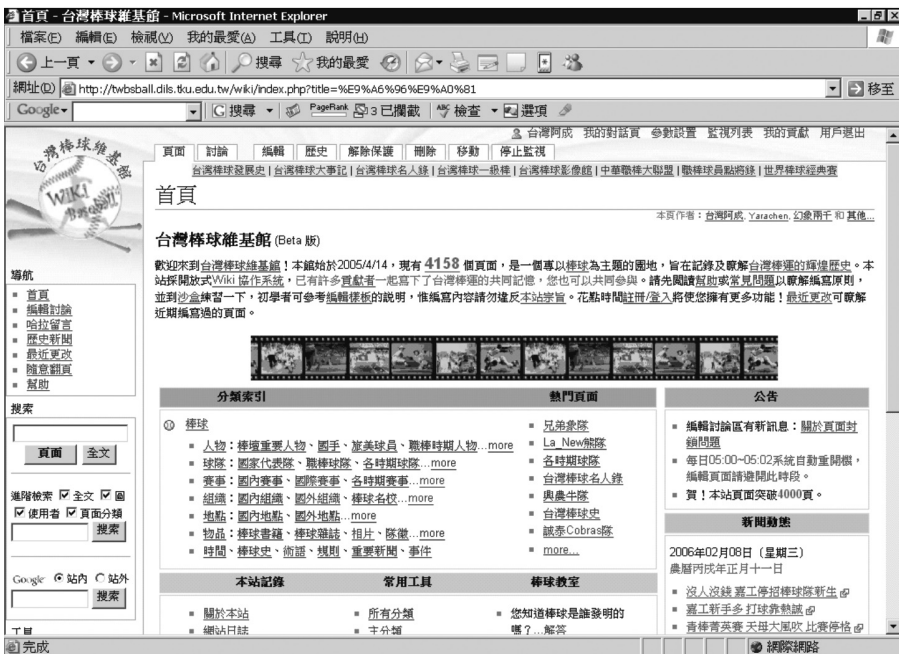 首頁 - 台灣棒球維基館 - Microsoft Internet Explorer
檔案(F) 編輯(E) 檢視(V) 我的最愛(A) 工具(T) 說明(H)
上一頁 搜尋 我的最愛
網址(D) http://twbsball.dils.tku.edu.tw/wiki/index.php?title=%E9%A6%96%E9%A0%81 移至
Google 搜尋 PageRank 3 已攔截 檢查 選項
台灣阿成 我的對話頁 參數設置 監視列表 我的貢獻 用戶退出
頁面 討論 編輯 歷史 解除保護 刪除 移動 停止監視
台灣棒球發展史 | 台灣棒球大事記 | 台灣棒球名人錄 | 台灣棒球一級棒 | 台灣棒球影像館 | 中華職棒大聯盟 | 職棒球員點將錄 | 世界棒球經典賽
台灣棒球維基館
WIKI
Baseball
首頁
本頁作者：台灣阿成, Yarachen, 幻象兩千 和 其他...
台灣棒球維基館 (Beta 版)
歡迎來到台灣棒球維基館！本館始於2005/4/14，現有 4158 個頁面，是一個專以棒球為主題的園地，旨在記錄及瞭解台灣棒運的輝煌歷史。本
站採開放式Wiki 協作系統，已有許多貢獻者一起寫下了台灣棒運的共同記憶，您也可以共同參與。請先閱讀幫助或常見問題以瞭解編寫原則，
並到沙盒練習一下，初學者可參考編輯樣板的說明，惟編寫內容請勿違反本站宗旨。花點時間註冊/登入將使您擁有更多功能！最近更改可瞭解
近期編寫過的頁面。
導航
首頁
編輯討論
哈拉留言
歷史新聞
最近更改
隨意翻頁
幫助
搜索
頁面 全文
進階檢索 全文 圖
使用者 頁面分類
搜索
Google 站內 站外
搜索
工具
分類索引
棒球
人物：棒壇重要人物、國手、旅美球員、職棒時期人物...more
球隊：國家代表隊、職棒球隊、各時期球隊...more
賽事：國內賽事、國際賽事、各時期賽事...more
組織：國內組織、國外組織、棒球名校...more
地點：國內地點、國外地點...more
物品：棒球書籍、棒球雜誌、相片、隊徽...more
時間、棒球史、術語、規則、重要新聞、事件
熱門頁面
兄弟象隊
La_New熊隊
各時期球隊
台灣棒球名人錄
興農牛隊
台灣棒球史
誠泰Cobras隊
more...
公告
編輯討論區有新訊息：關於頁面封
鎖問題
每日05:00~05:02系統自動重開機，
編輯頁面請避開此時段。
賀！本站頁面突破4000頁。
新聞動態
2006年02月08日（星期三）
農曆丙戌年正月十一日
沒人沒錢 嘉工停招棒球隊新生
嘉工新手多 打球靠熱誠
青棒菁英賽 天母大風吹 比賽停格
本站記錄
關於本站
網站日誌
常用工具
所有分類
主分類
棒球教室
您知道棒球是誰發明的
嗎？...解答
完成 網際網路